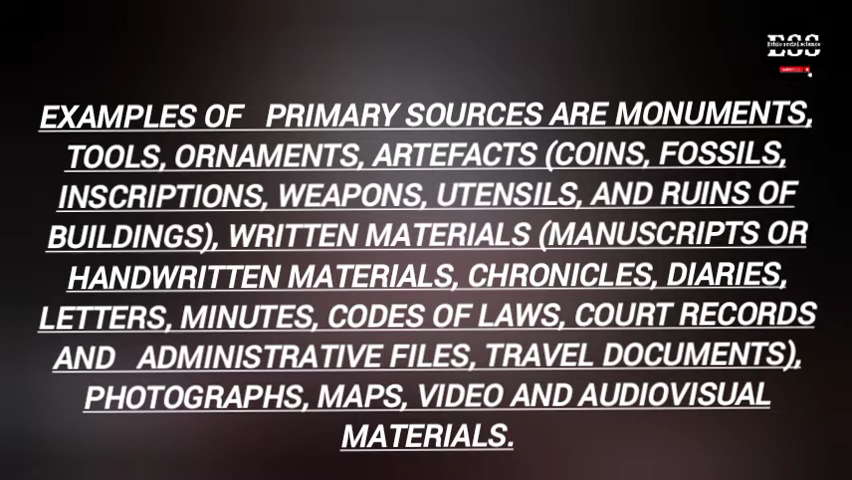 ESS
EXAMPLES OF PRIMARY SOURCES ARE MONUMENTS,
TOOLS, ORNAMENTS, ARTEFACTS (COINS, FOSSILS,
INSCRIPTIONS, WEAPONS, UTENSILS, AND RUINS OF
BUILDINGS), WRITTEN MATERIALS (MANUSCRIPTS OR
HANDWRITTEN MATERIALS, CHRONICLES, DIARIES,
LETTERS, MINUTES, CODES OF LAWS, COURT RECORDS
AND ADMINISTRATIVE FILES, TRAVEL DOCUMENTS),
PHOTOGRAPHS, MAPS, VIDEO AND AUDIOVISUAL
MATERIALS.